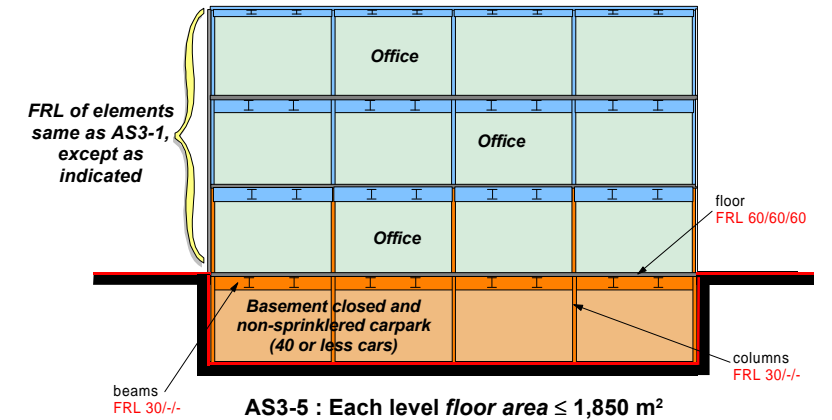 Office
FRL of elements
same as AS3-1,
except as
indicated
Office
floor
FRL 60/60/60
Office
Basement closed and
non-sprinklered carpark
(40 or less cars)
columns
FRL 30/-/-
beams
FRL 30/-/-
AS3-5 : Each level floor area ≤ 1,850 m²